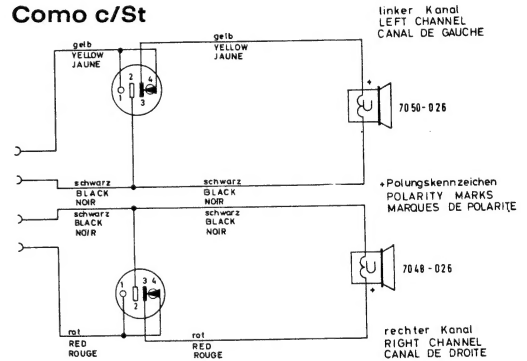 Como c/St
linker Kanal
LEFT CHANNEL
CANAL DE GAUCHE
gelb
YELLOW
JAUNE
gelb
YELLOW
JAUNE
2
4
1
3
+
7050-026
schwarz
BLACK
NOIR
schwarz
BLACK
NOIR
+Polungskennzeichen
POLARITY MARKS
MARQUES DE POLARITE
schwarz
BLACK
NOIR
schwarz
BLACK
NOIR
1
3
4
2
7048-026
+
rot
RED
ROUGE
rot
RED
ROUGE
rechter Kanal
RIGHT CHANNEL
CANAL DE DROITE